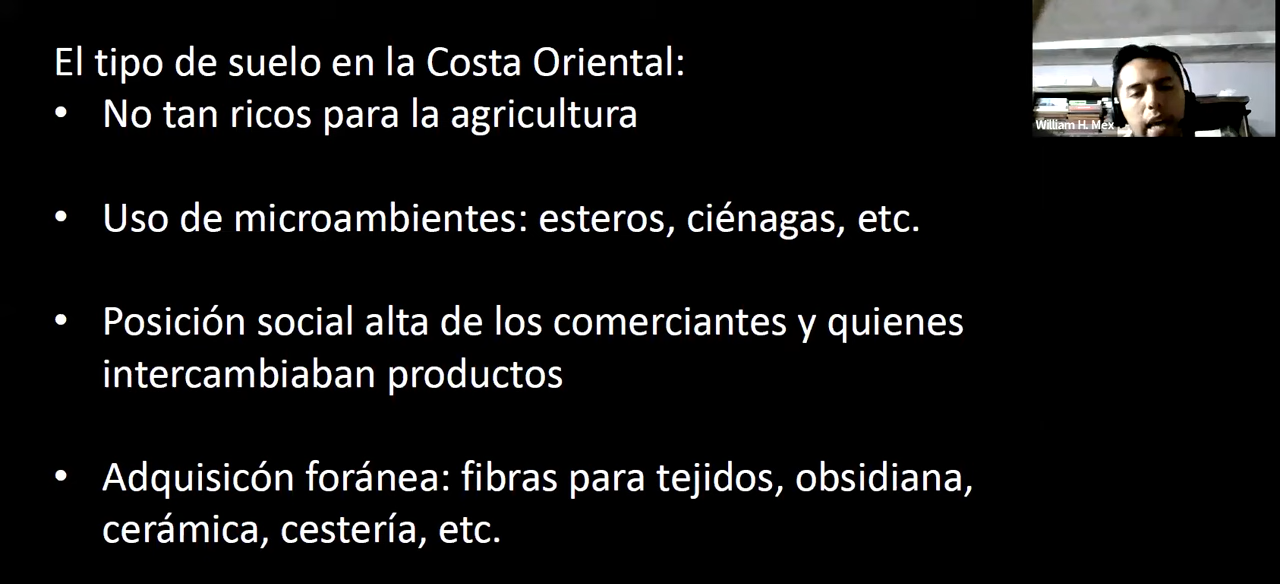 El tipo de suelo en la Costa Oriental:
• No tan ricos para la agricultura
• Uso de microambientes: esteros, ciénagas, etc.
• Posición social alta de los comerciantes y quienes
intercambiaban productos
• Adquisicón foránea: fibras para tejidos, obsidiana,
cerámica, cestería, etc.
William H. Mex